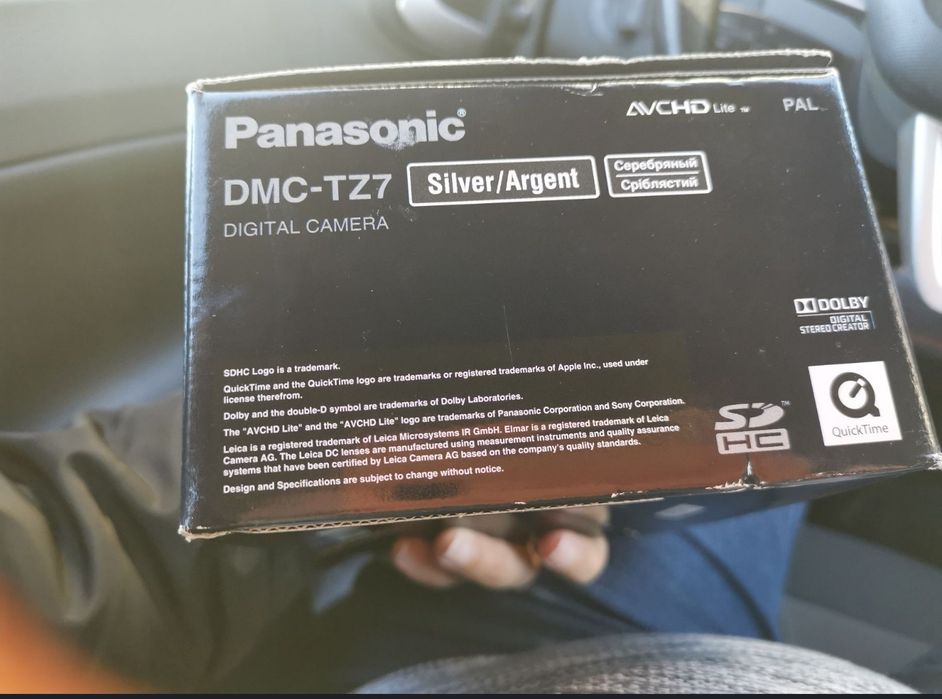 Panasonic®
AVCHD Lite ™
PAL
DMC-TZ7
Silver/Argent
Серебряный
Сріблястий
DIGITAL CAMERA
DOLBY
DIGITAL
STEREO CREATOR
SDHC Logo is a trademark.
QuickTime and the QuickTime logo are trademarks or registered trademarks of Apple Inc., used under
license therefrom.
Dolby and the double-D symbol are trademarks of Dolby Laboratories.
The "AVCHD Lite" and the "AVCHD Lite" logo are trademarks of Panasonic Corporation and Sony Corporation.
Leica is a registered trademark of Leica Microsystems IR GmbH. Elmar is a registered trademark of Leica
Camera AG. The Leica DC lenses are manufactured using measurement instruments and quality assurance
systems that have been certified by Leica Camera AG based on the company's quality standards.
Design and Specifications are subject to change without notice.
SD™
HC
QuickTime